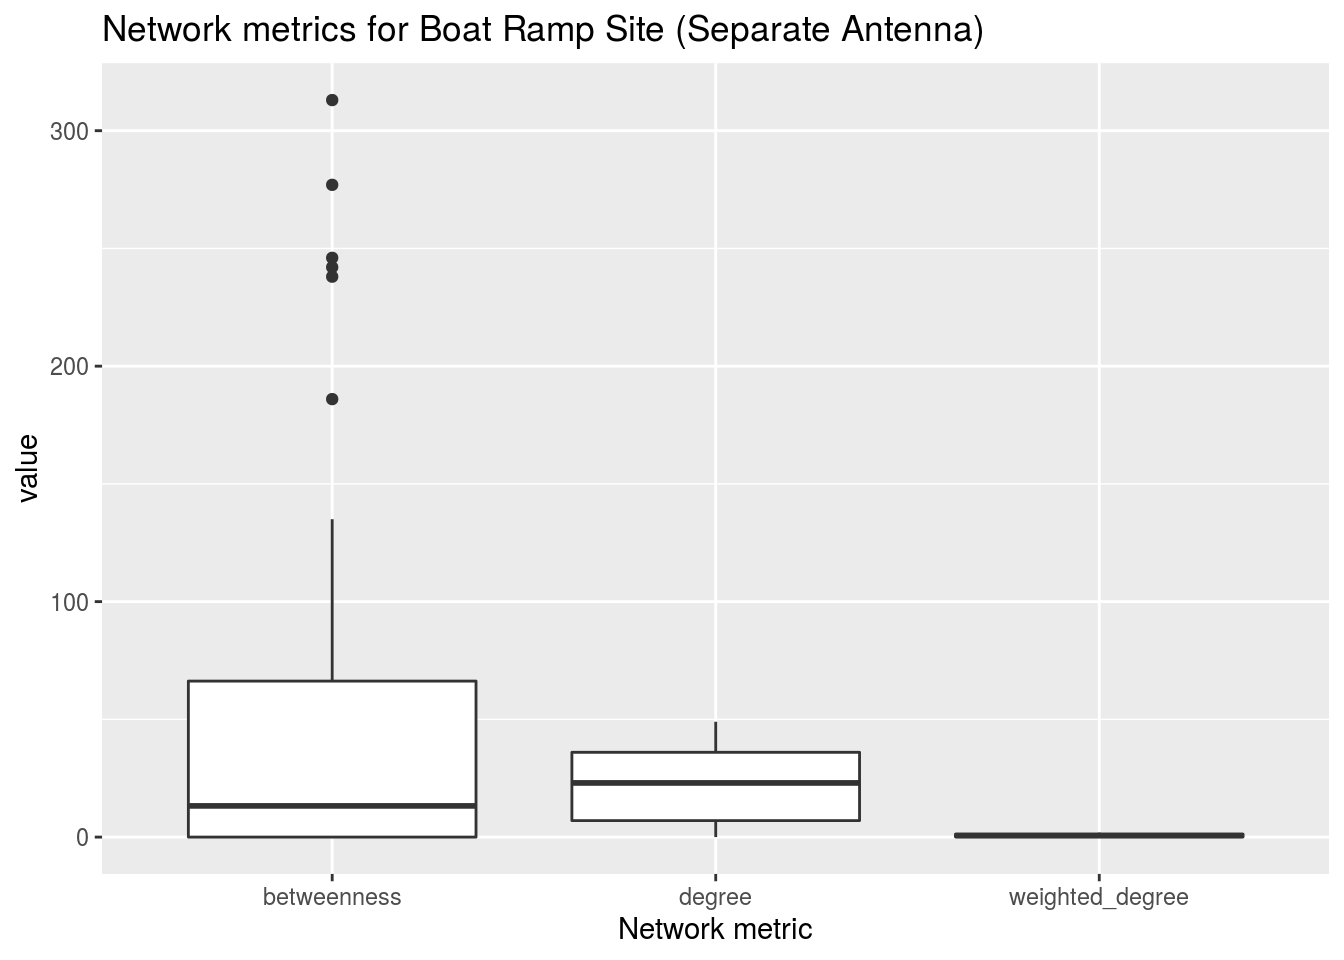 Network metrics for Boat Ramp Site (Separate Antenna)
300
200
100
0
value
betweenness degree weighted_degree
Network metric